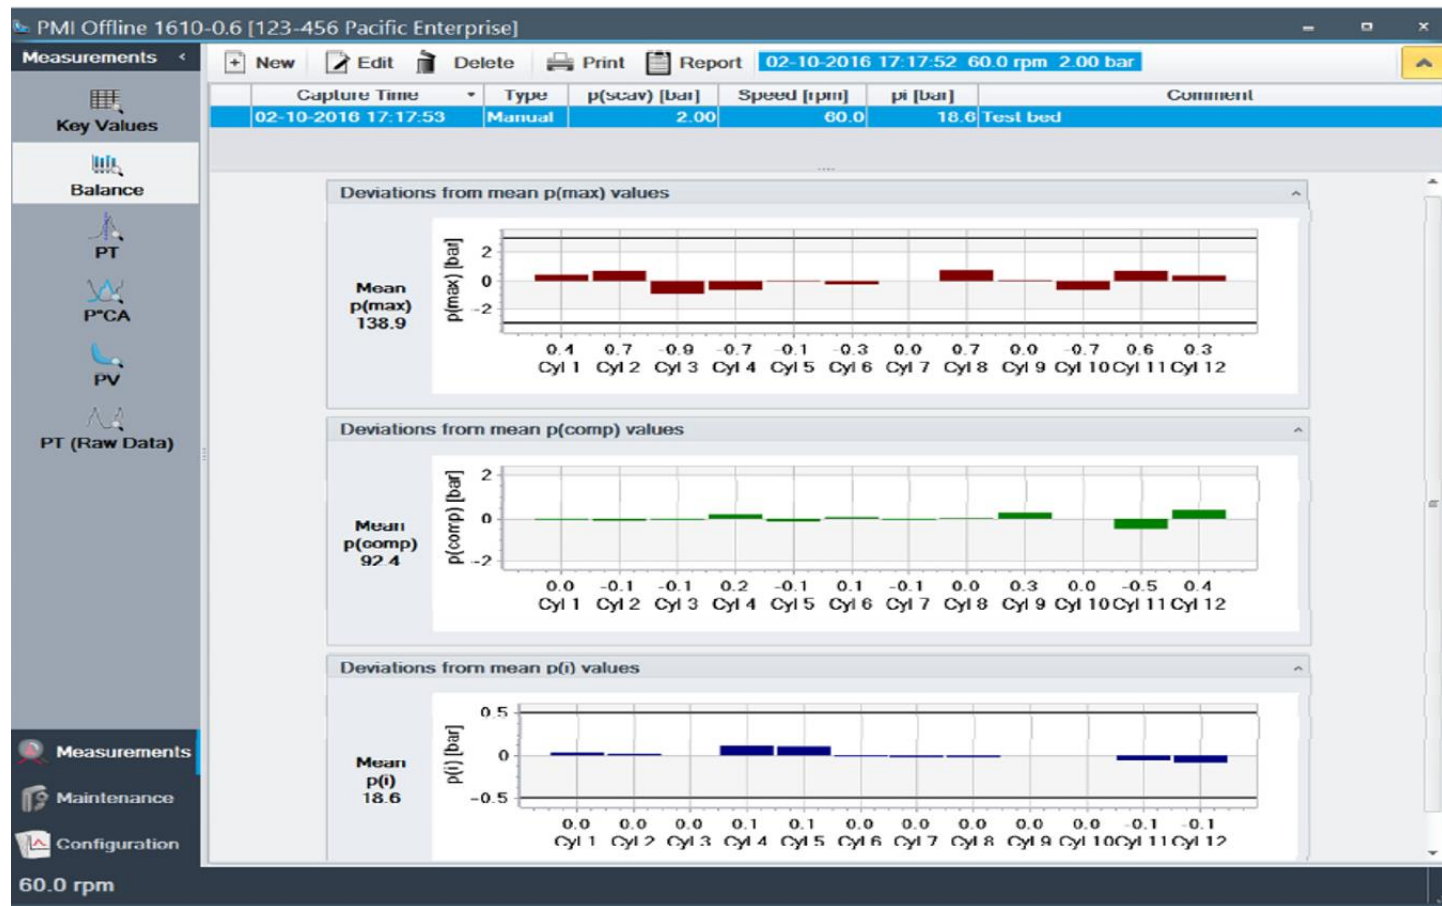 PMI Offline 1610-0.6 [123-456 Pacific Enterprise]
Measurements
New Edit Delete Print Report 02-10-2016 17:17:52 60.0 rpm 2.00 bar
Capture Time Type p(scav) [bar] Speed [rpm] pi [bar] Comment
02-10-2016 17:17:53 Manual 2.00 60.0 18.6 Test bed
Key Values
Balance
PT
P*CA
PV
PT (Raw Data)
Deviations from mean p(max) values
Mean
p(max)
138.9
p(max) [bar]
2
0
-2
0.4 0.7 -0.9 -0.7 -0.1 -0.3 0.0 0.7 0.0 -0.7 0.6 0.3
Cyl 1 Cyl 2 Cyl 3 Cyl 4 Cyl 5 Cyl 6 Cyl 7 Cyl 8 Cyl 9 Cyl 10 Cyl 11 Cyl 12
Deviations from mean p(comp) values
Mean
p(comp)
92.4
p(comp) [bar]
2
0
-2
0.0 -0.1 -0.1 0.2 -0.1 0.1 -0.1 0.0 0.3 0.0 -0.5 0.4
Cyl 1 Cyl 2 Cyl 3 Cyl 4 Cyl 5 Cyl 6 Cyl 7 Cyl 8 Cyl 9 Cyl 10 Cyl 11 Cyl 12
Deviations from mean p(i) values
Mean
p(i)
18.6
p(i) [bar]
0.5
0
-0.5
0.0 0.0 0.0 0.1 0.1 0.0 0.0 0.0 0.0 0.0 -0.1 -0.1
Cyl 1 Cyl 2 Cyl 3 Cyl 4 Cyl 5 Cyl 6 Cyl 7 Cyl 8 Cyl 9 Cyl 10 Cyl 11 Cyl 12
Measurements
Maintenance
Configuration
60.0 rpm